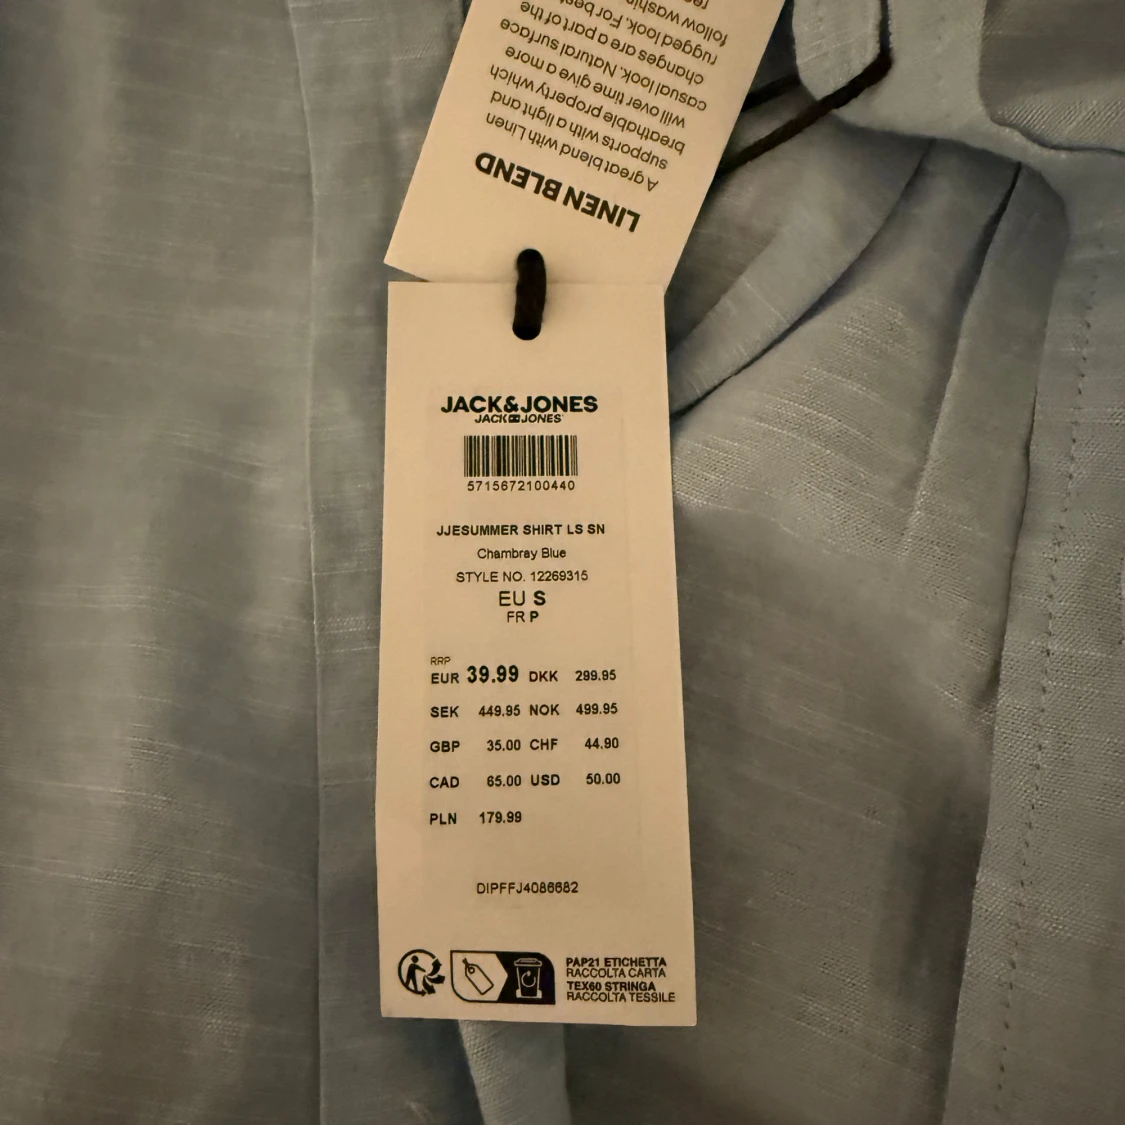 LINEN BLEND
A great blend with Linen
supports with a light and
breathable property which
will over time give a more
casual look. Natural surface
changes are a part of the
rugged look. For best
follow washin
JACK&JONES
JACK JONES
5715672100440
JJESUMMER SHIRT LS SN
Chambray Blue
STYLE NO. 12269315
EU S
FR P
RRP
EUR 39.99 DKK 299.95
SEK 449.95 NOK 499.95
GBP 35.00 CHF 44.90
CAD 65.00 USD 50.00
PLN 179.99
DIPFFJ4086682
PAP21 ETICHETTA
RACCOLTA CARTA
TEX60 STRINGA
RACCOLTA TESSILE